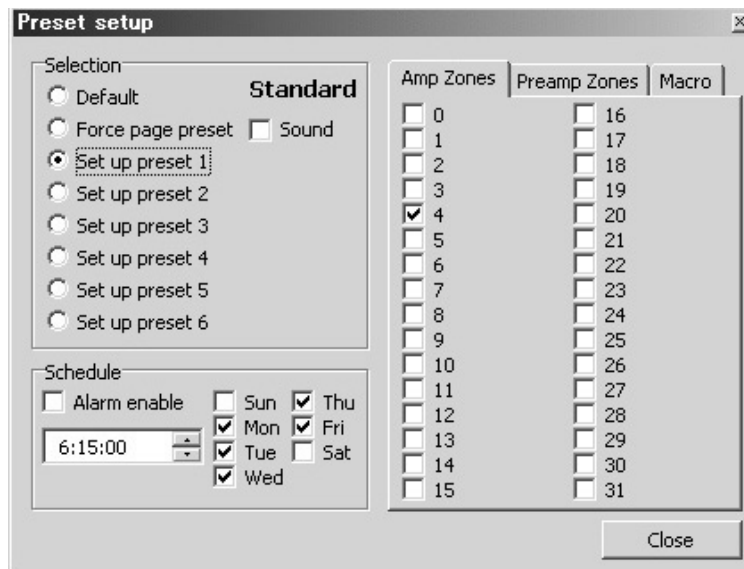 Preset setup
Selection
Standard
Default
Force page preset
Sound
Set up preset 1
Set up preset 2
Set up preset 3
Set up preset 4
Set up preset 5
Set up preset 6
Schedule
Alarm enable
6:15:00
Sun
Mon
Tue
Wed
Thu
Fri
Sat
Amp Zones
Preamp Zones
Macro
0
1
2
3
4
5
6
7
8
9
10
11
12
13
14
15
16
17
18
19
20
21
22
23
24
25
26
27
28
29
30
31
Close